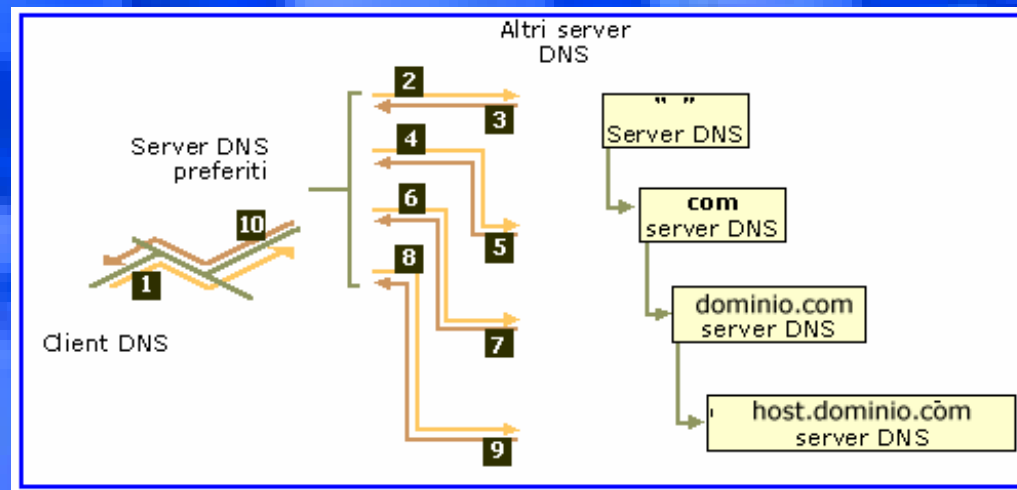 Altri server
DNS
2
3
" "
Server DNS
4
Server DNS
preferiti
6
com
server DNS
10
5
8
1
dominio.com
server DNS
Client DNS
7
host.dominio.com
server DNS
9